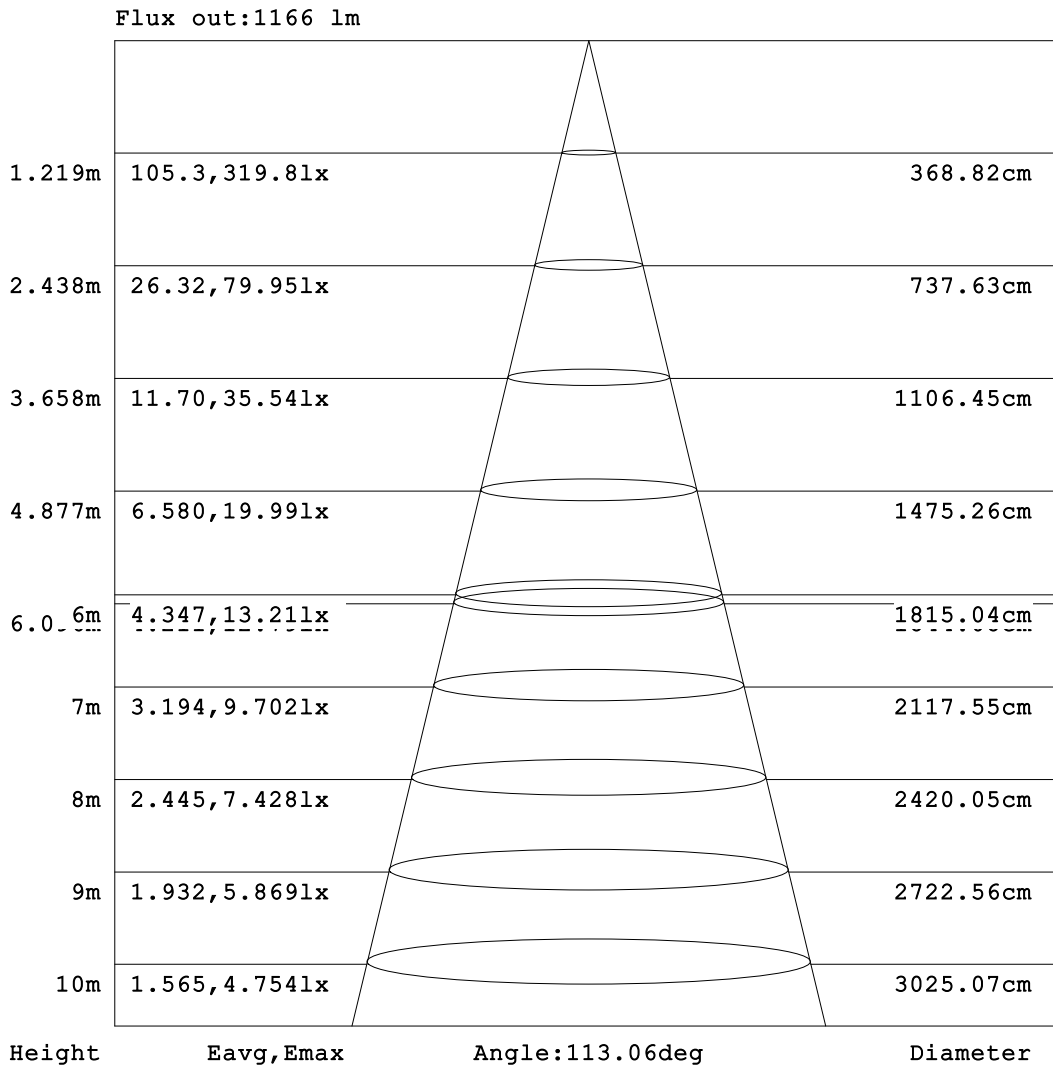 Flux out:1166 lm
1.219m 105.3,319.8lx 368.82cm
2.438m 26.32,79.95lx 737.63cm
3.658m 11.70,35.54lx 1106.45cm
4.877m 6.580,19.99lx 1475.26cm
6m 4.347,13.21lx 1815.04cm
7m 3.194,9.702lx 2117.55cm
8m 2.445,7.428lx 2420.05cm
9m 1.932,5.869lx 2722.56cm
10m 1.565,4.754lx 3025.07cm
Height Eavg,Emax Angle:113.06deg Diameter